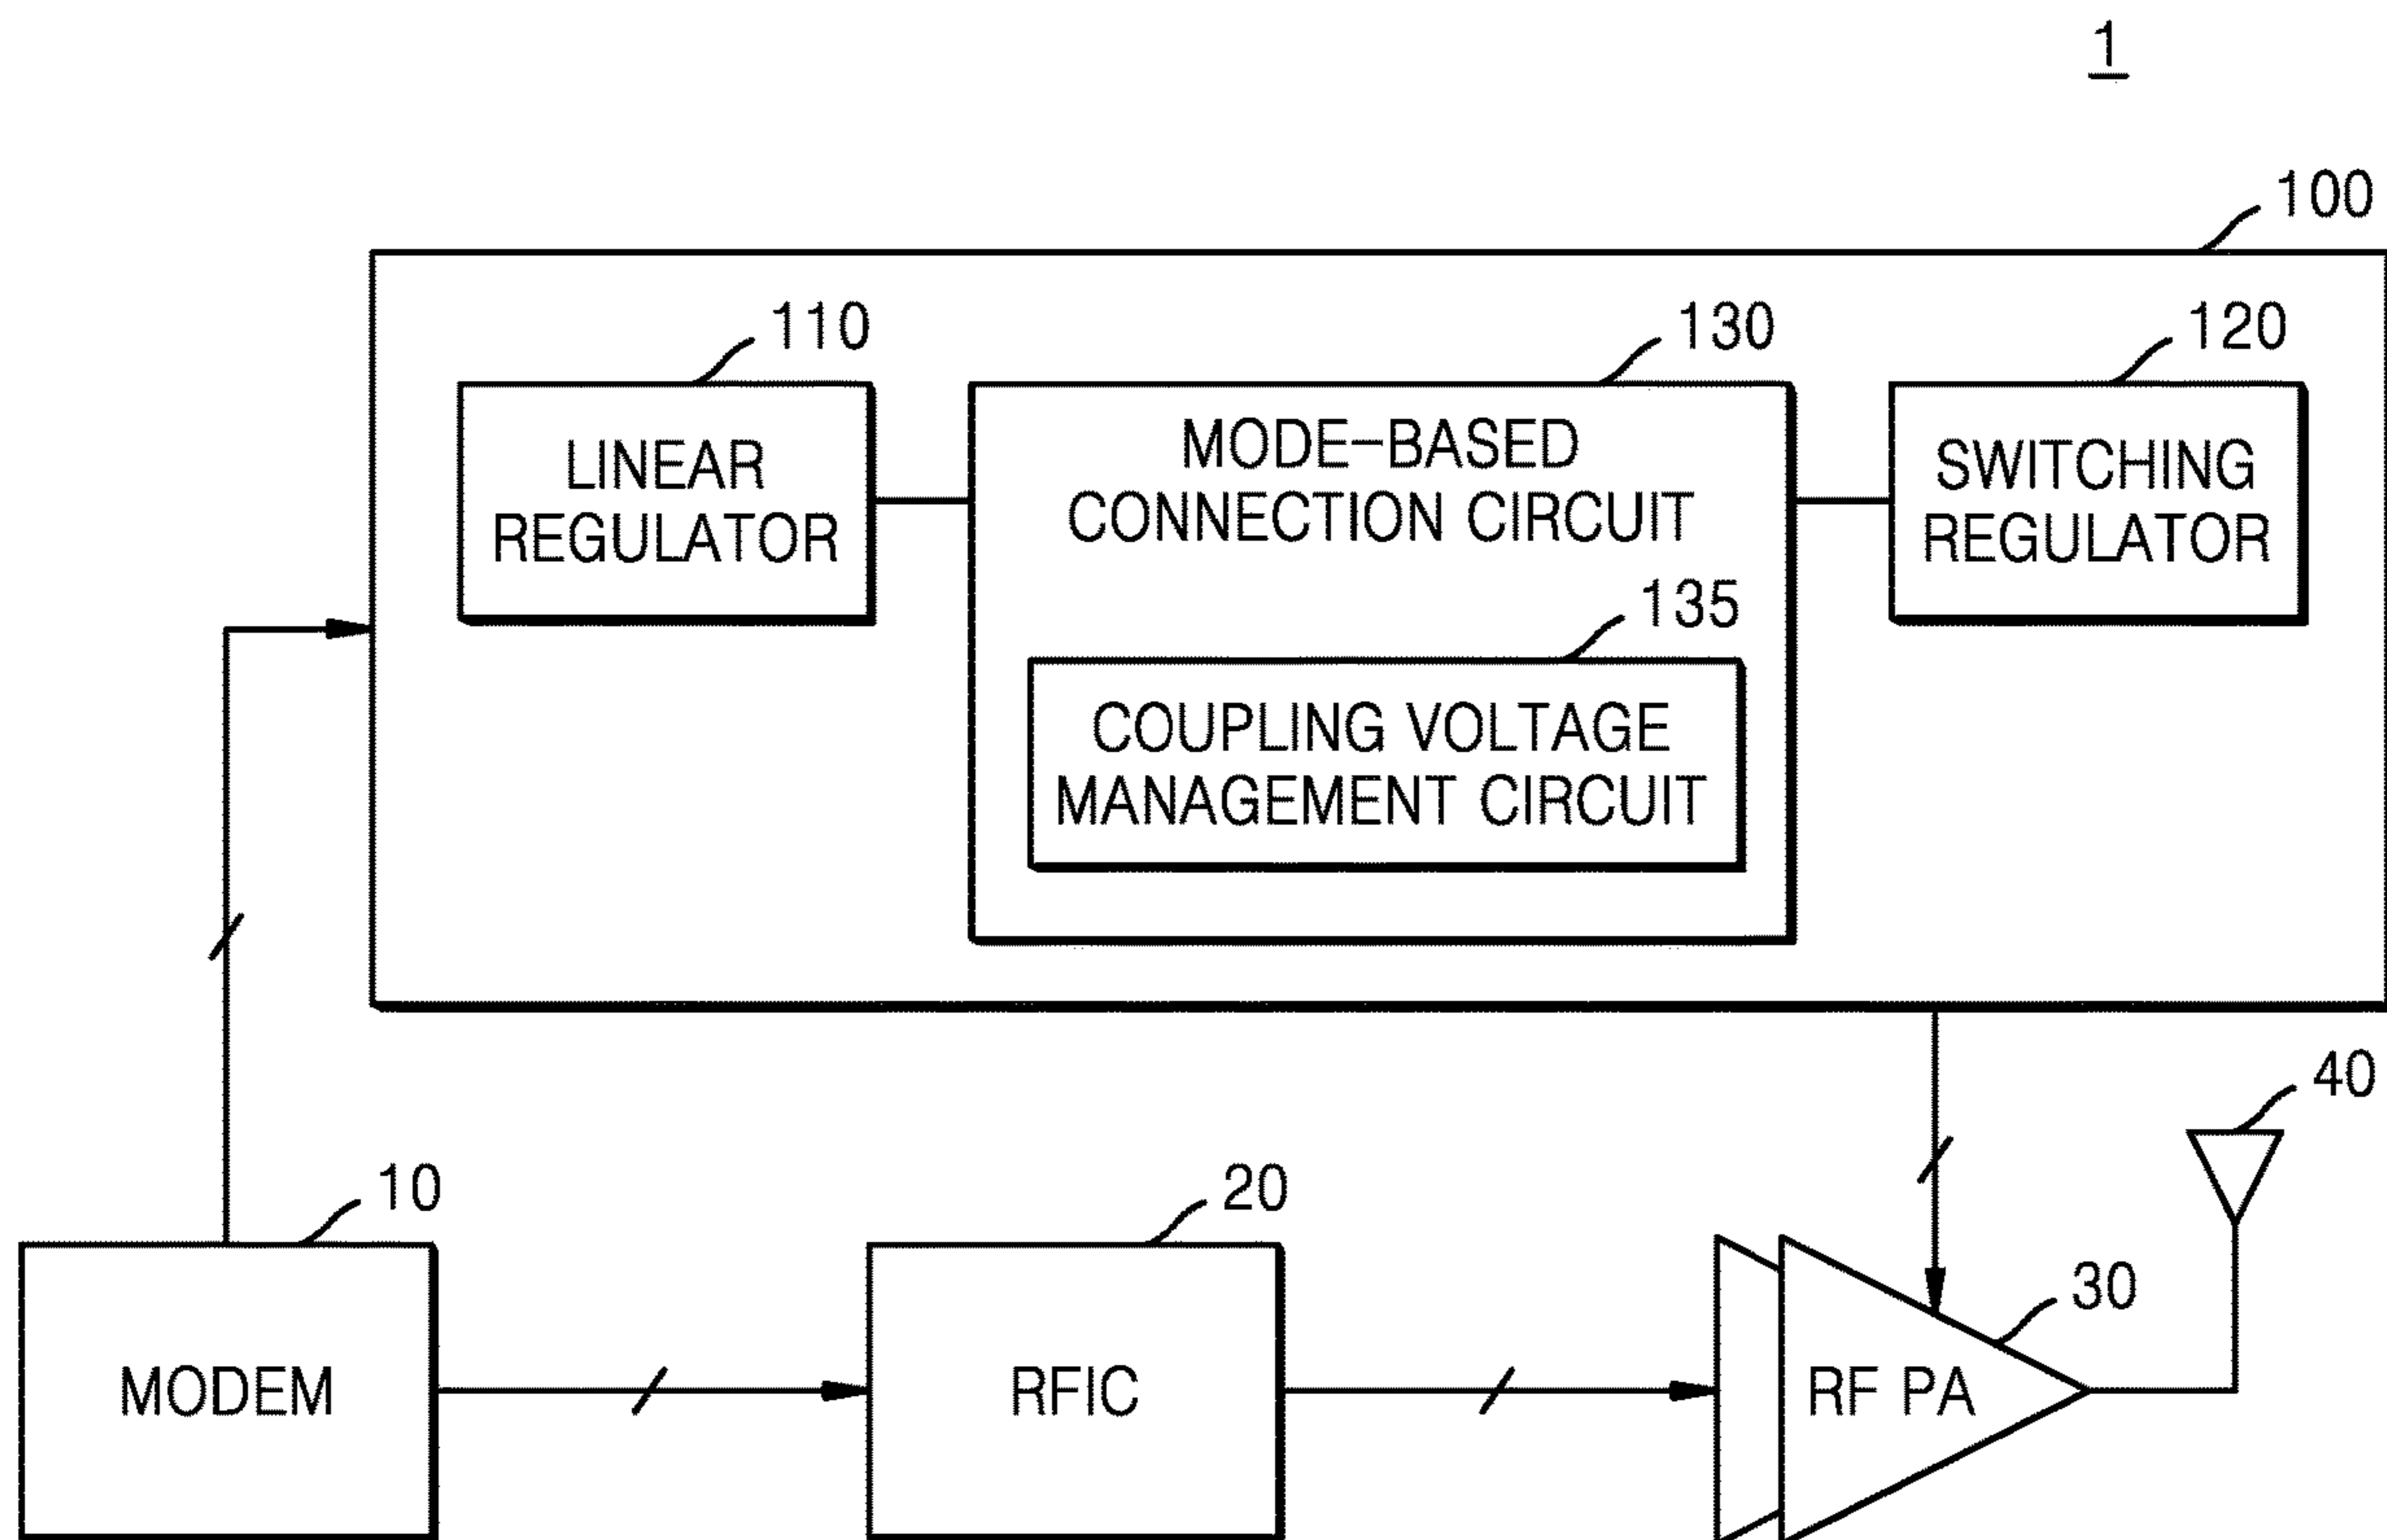 1
100
110
130
120
LINEAR
REGULATOR
MODE-BASED
CONNECTION CIRCUIT
SWITCHING
REGULATOR
135
COUPLING VOLTAGE
MANAGEMENT CIRCUIT
40
10
20
30
MODEM
RFIC
RF PA